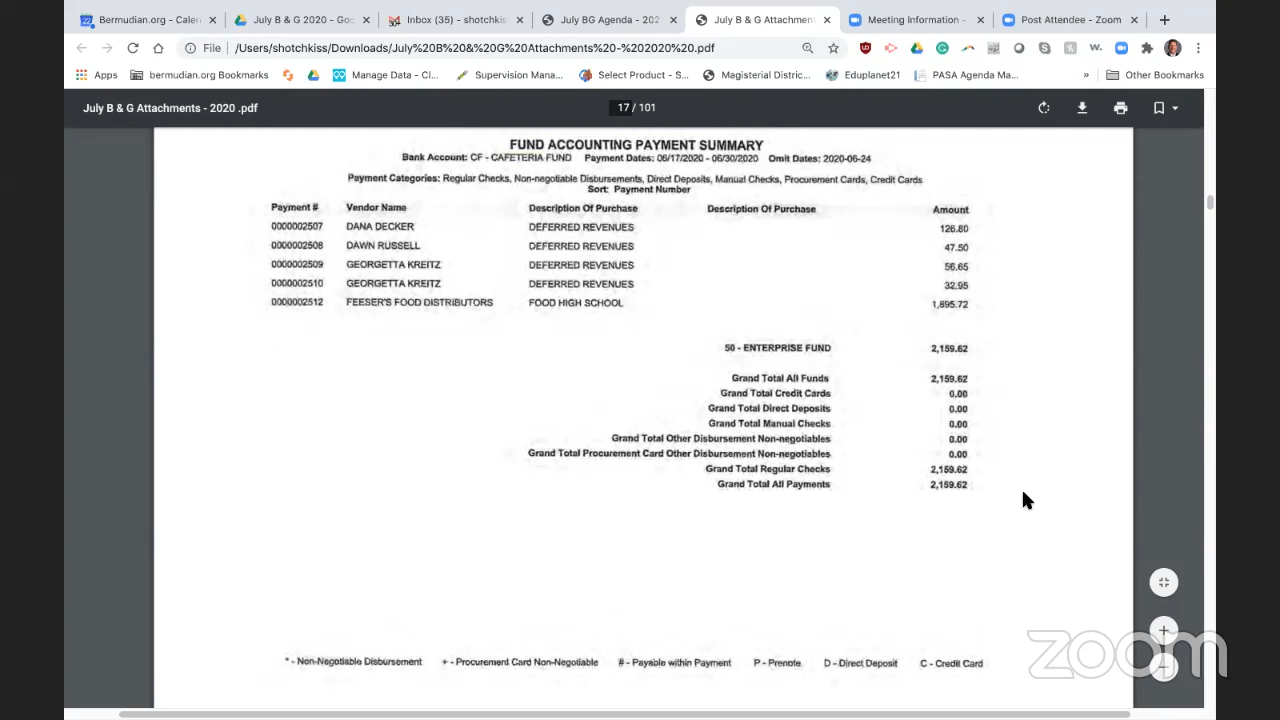 Bermudian.org - Calen
July B & G 2020 - Goo
Inbox (35) - shotchkiss
July BG Agenda - 202
July B & G Attachment
Meeting Information -
Post Attendee - Zoom
File /Users/shotchkiss/Downloads/July%20B%20&%20G%20Attachments%20-%202020%20.pdf
Apps bermudian.org Bookmarks Manage Data - Cl... Supervision Mana... Select Product - S... Magisterial Distric... Eduplanet21 PASA Agenda Ma... » Other Bookmarks
July B & G Attachments - 2020 .pdf 17 / 101
FUND ACCOUNTING PAYMENT SUMMARY
Bank Account: CF - CAFETERIA FUND Payment Dates: 06/17/2020 - 06/30/2020 Omit Dates: 2020-06-24
Payment Categories: Regular Checks, Non-negotiable Disbursements, Direct Deposits, Manual Checks, Procurement Cards, Credit Cards
Sort: Payment Number
Payment # Vendor Name Description Of Purchase Description Of Purchase Amount
0000002507 DANA DECKER DEFERRED REVENUES 126.80
0000002508 DAWN RUSSELL DEFERRED REVENUES 47.50
0000002509 GEORGETTA KREITZ DEFERRED REVENUES 56.65
0000002510 GEORGETTA KREITZ DEFERRED REVENUES 32.95
0000002512 FEESER'S FOOD DISTRIBUTORS FOOD HIGH SCHOOL 1,895.72
50 - ENTERPRISE FUND 2,159.62
Grand Total All Funds 2,159.62
Grand Total Credit Cards 0.00
Grand Total Direct Deposits 0.00
Grand Total Manual Checks 0.00
Grand Total Other Disbursement Non-negotiables 0.00
Grand Total Procurement Card Other Disbursement Non-negotiables 0.00
Grand Total Regular Checks 2,159.62
Grand Total All Payments 2,159.62
* - Non-Negotiable Disbursement + - Procurement Card Non-Negotiable # - Payable within Payment P - Prenote D - Direct Deposit C - Credit Card
zoom